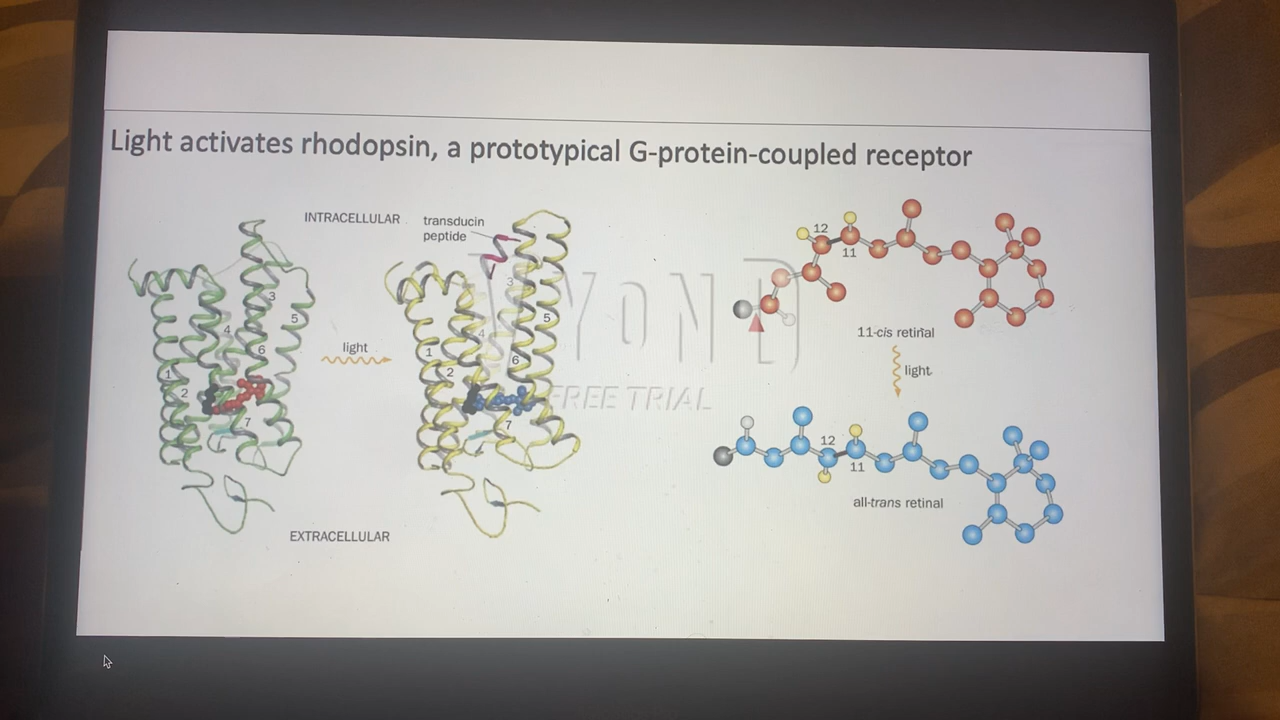 Light activates rhodopsin, a prototypical G-protein-coupled receptor
INTRACELLULAR
transducin
peptide
3
4
5
6
1
2
7
light
3
4
5
6
1
2
7
EXTRACELLULAR
12
11
11-cis retinal
light
12
11
all-trans retinal
FREE TRIAL